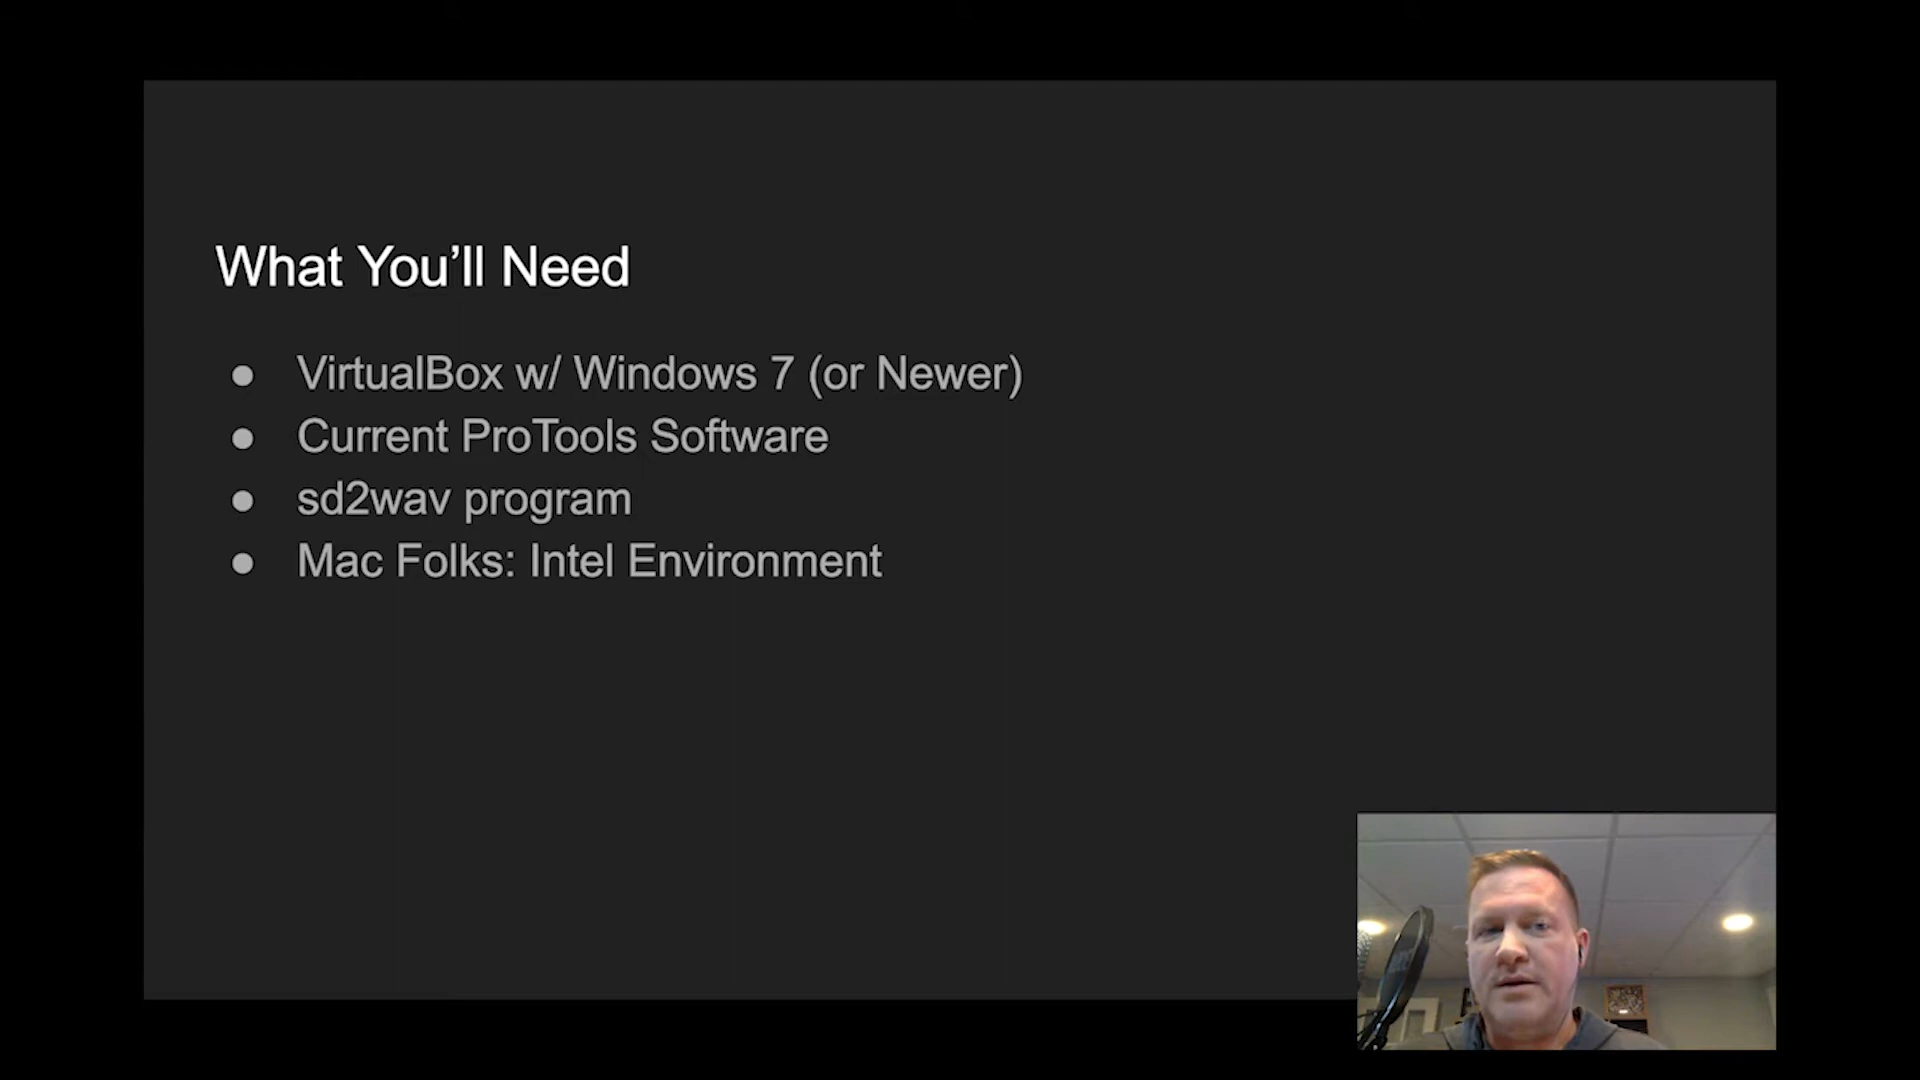 What You’ll Need
● VirtualBox w/ Windows 7 (or Newer)
● Current ProTools Software
● sd2wav program
● Mac Folks: Intel Environment